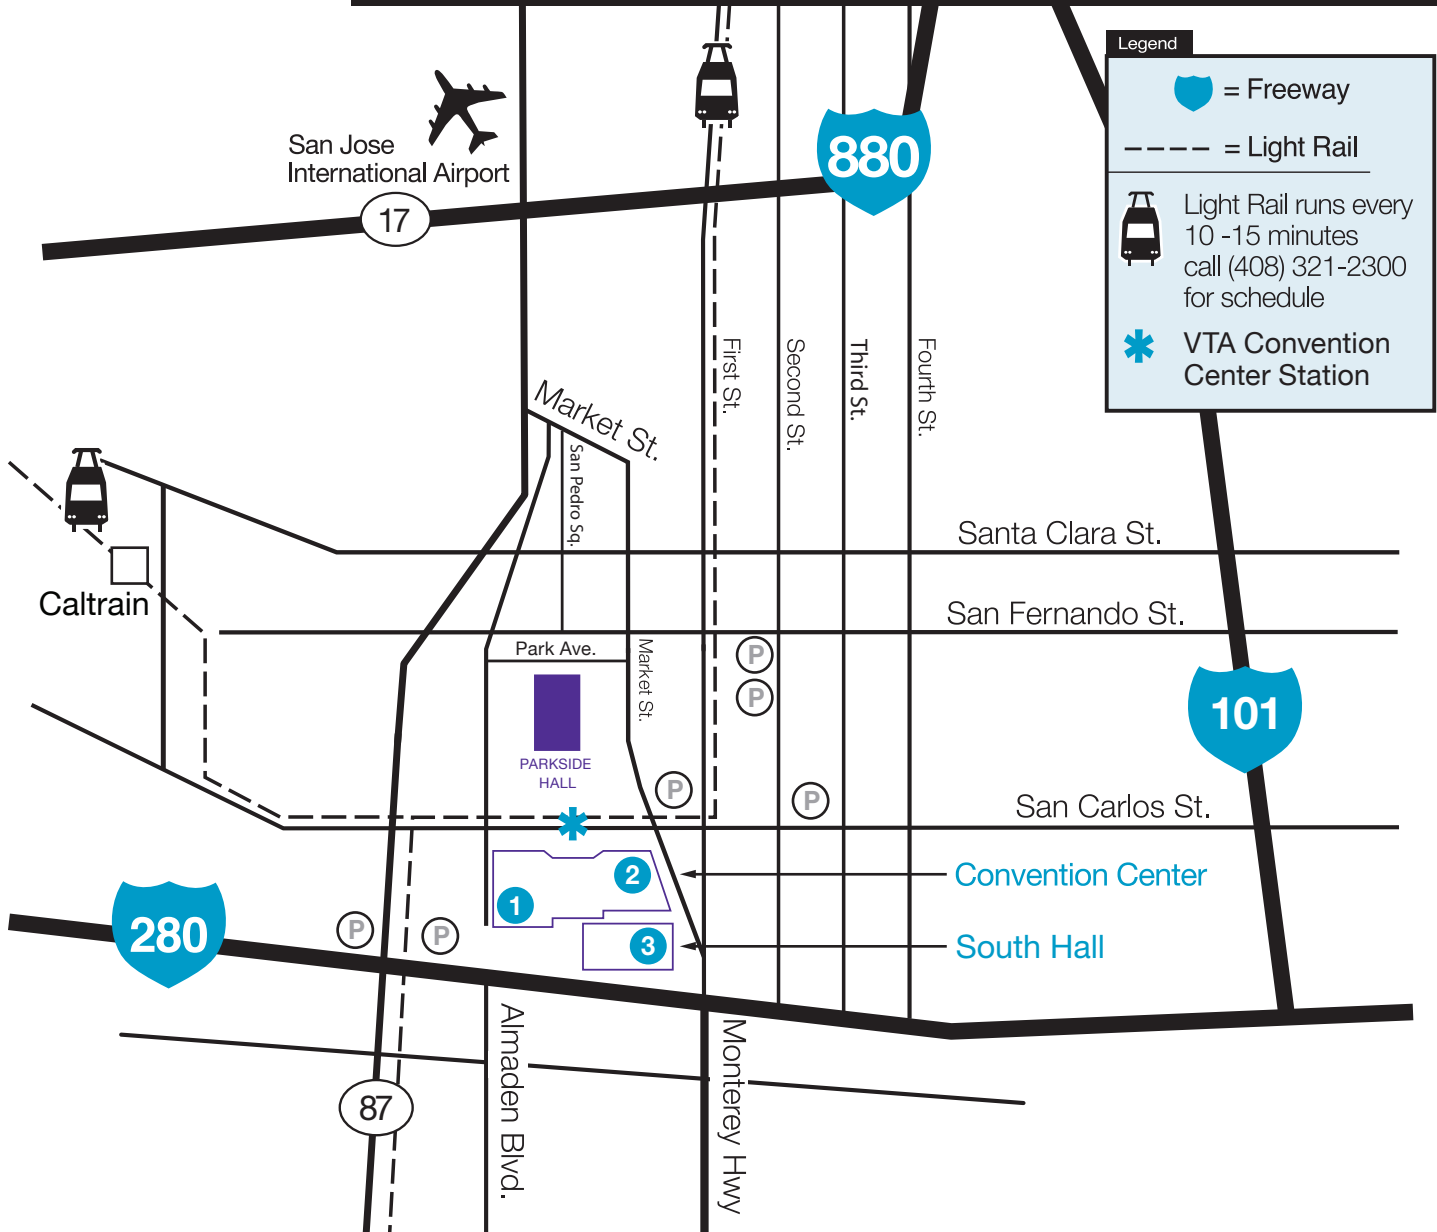 Legend
= Freeway
= Light Rail
Light Rail runs every
10 -15 minutes
call (408) 321-2300
for schedule
VTA Convention
Center Station
San Jose
International Airport
17
880
First St.
Second St.
Third St.
Fourth St.
Market St.
San Pedro Sq.
Santa Clara St.
Caltrain
San Fernando St.
Park Ave.
Market St.
P
P
101
PARKSIDE
HALL
P
P
San Carlos St.
Convention Center
2
1
280
P
P
3
South Hall
Almaden Blvd.
Monterey Hwy
87